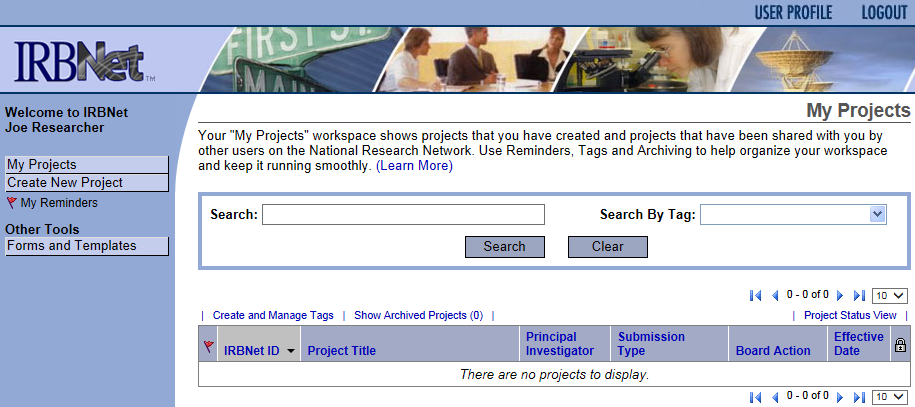 USER PROFILE LOGOUT
FIRST ST
MAIN
IRBNet TM
Welcome to IRBNet
Joe Researcher
My Projects
Create New Project
My Reminders
Other Tools
Forms and Templates
My Projects
Your "My Projects" workspace shows projects that you have created and projects that have been shared with you by
other users on the National Research Network. Use Reminders, Tags and Archiving to help organize your workspace
and keep it running smoothly. (Learn More)
Search: Search By Tag:
Search Clear
0 - 0 of 0 10
| Create and Manage Tags | Show Archived Projects (0) | | Project Status View |
IRBNet ID Project Title Principal Investigator Submission Type Board Action Effective Date
There are no projects to display.
0 - 0 of 0 10